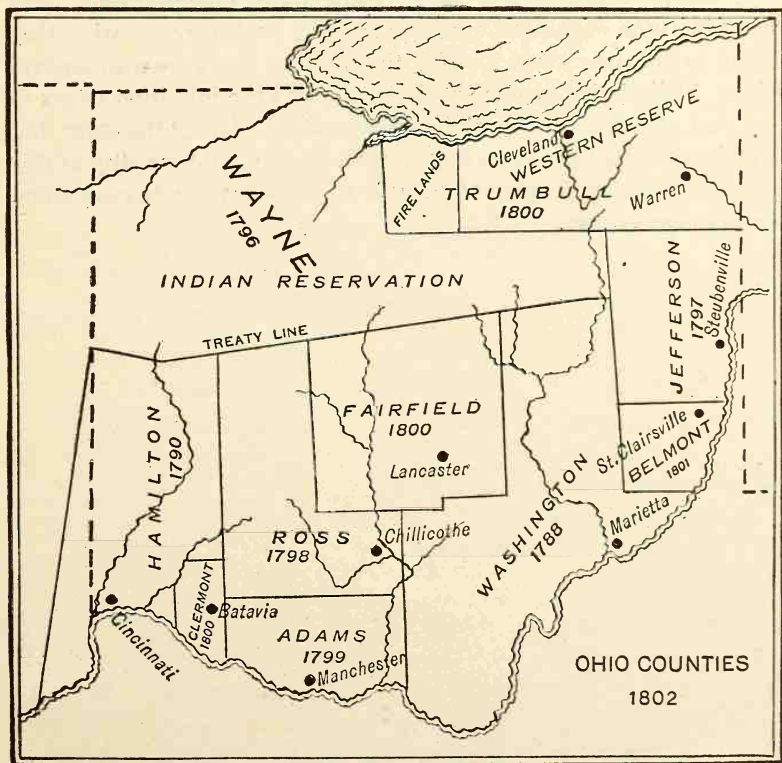 WESTERN RESERVE
Cleveland
FIRE LANDS
TRUMBULL
1800
Warren
WAYNE
1796
INDIAN RESERVATION
TREATY LINE
JEFFERSON
1797
Steubenville
HAMILTON
1790
FAIRFIELD
1800
Lancaster
St. Clairsville
BELMONT
1801
WASHINGTON
1788
Marietta
ROSS
1798
Chillicothe
CLERMONT
1800
Batavia
Cincinnati
ADAMS
1799
Manchester
OHIO COUNTIES
1802